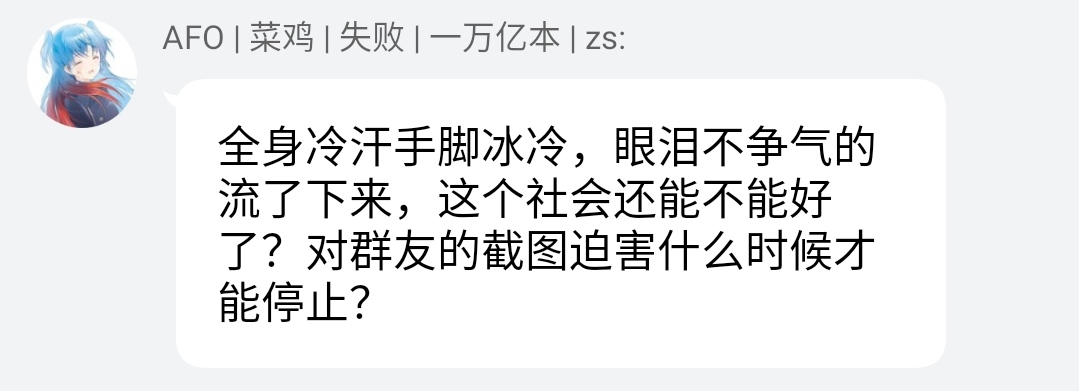 AFO | 菜鸡 | 失败 | 一万亿本 | zs:
全身冷汗手脚冰冷，眼泪不争气的
流了下来，这个社会还能不能好
了？对群友的截图迫害什么时候才
能停止？